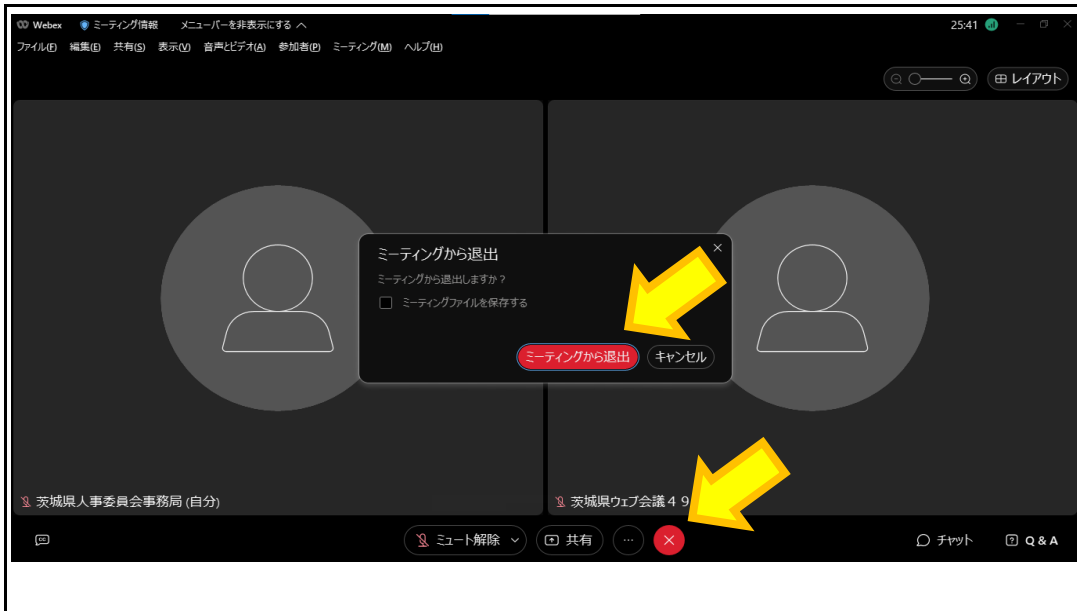 Webex ミーティング情報 メニューバーを非表示にする 25:41
ファイル(F) 編集(E) 共有(S) 表示(V) 音声とビデオ(A) 参加者(P) ミーティング(M) ヘルプ(H)
レイアウト
ミーティングから退出
ミーティングから退出しますか？
ミーティングファイルを保存する
ミーティングから退出 キャンセル
茨城県人事委員会事務局 (自分) 茨城県ウェブ会議４９
CC ミュート解除 共有 ... チャット ? Q & A